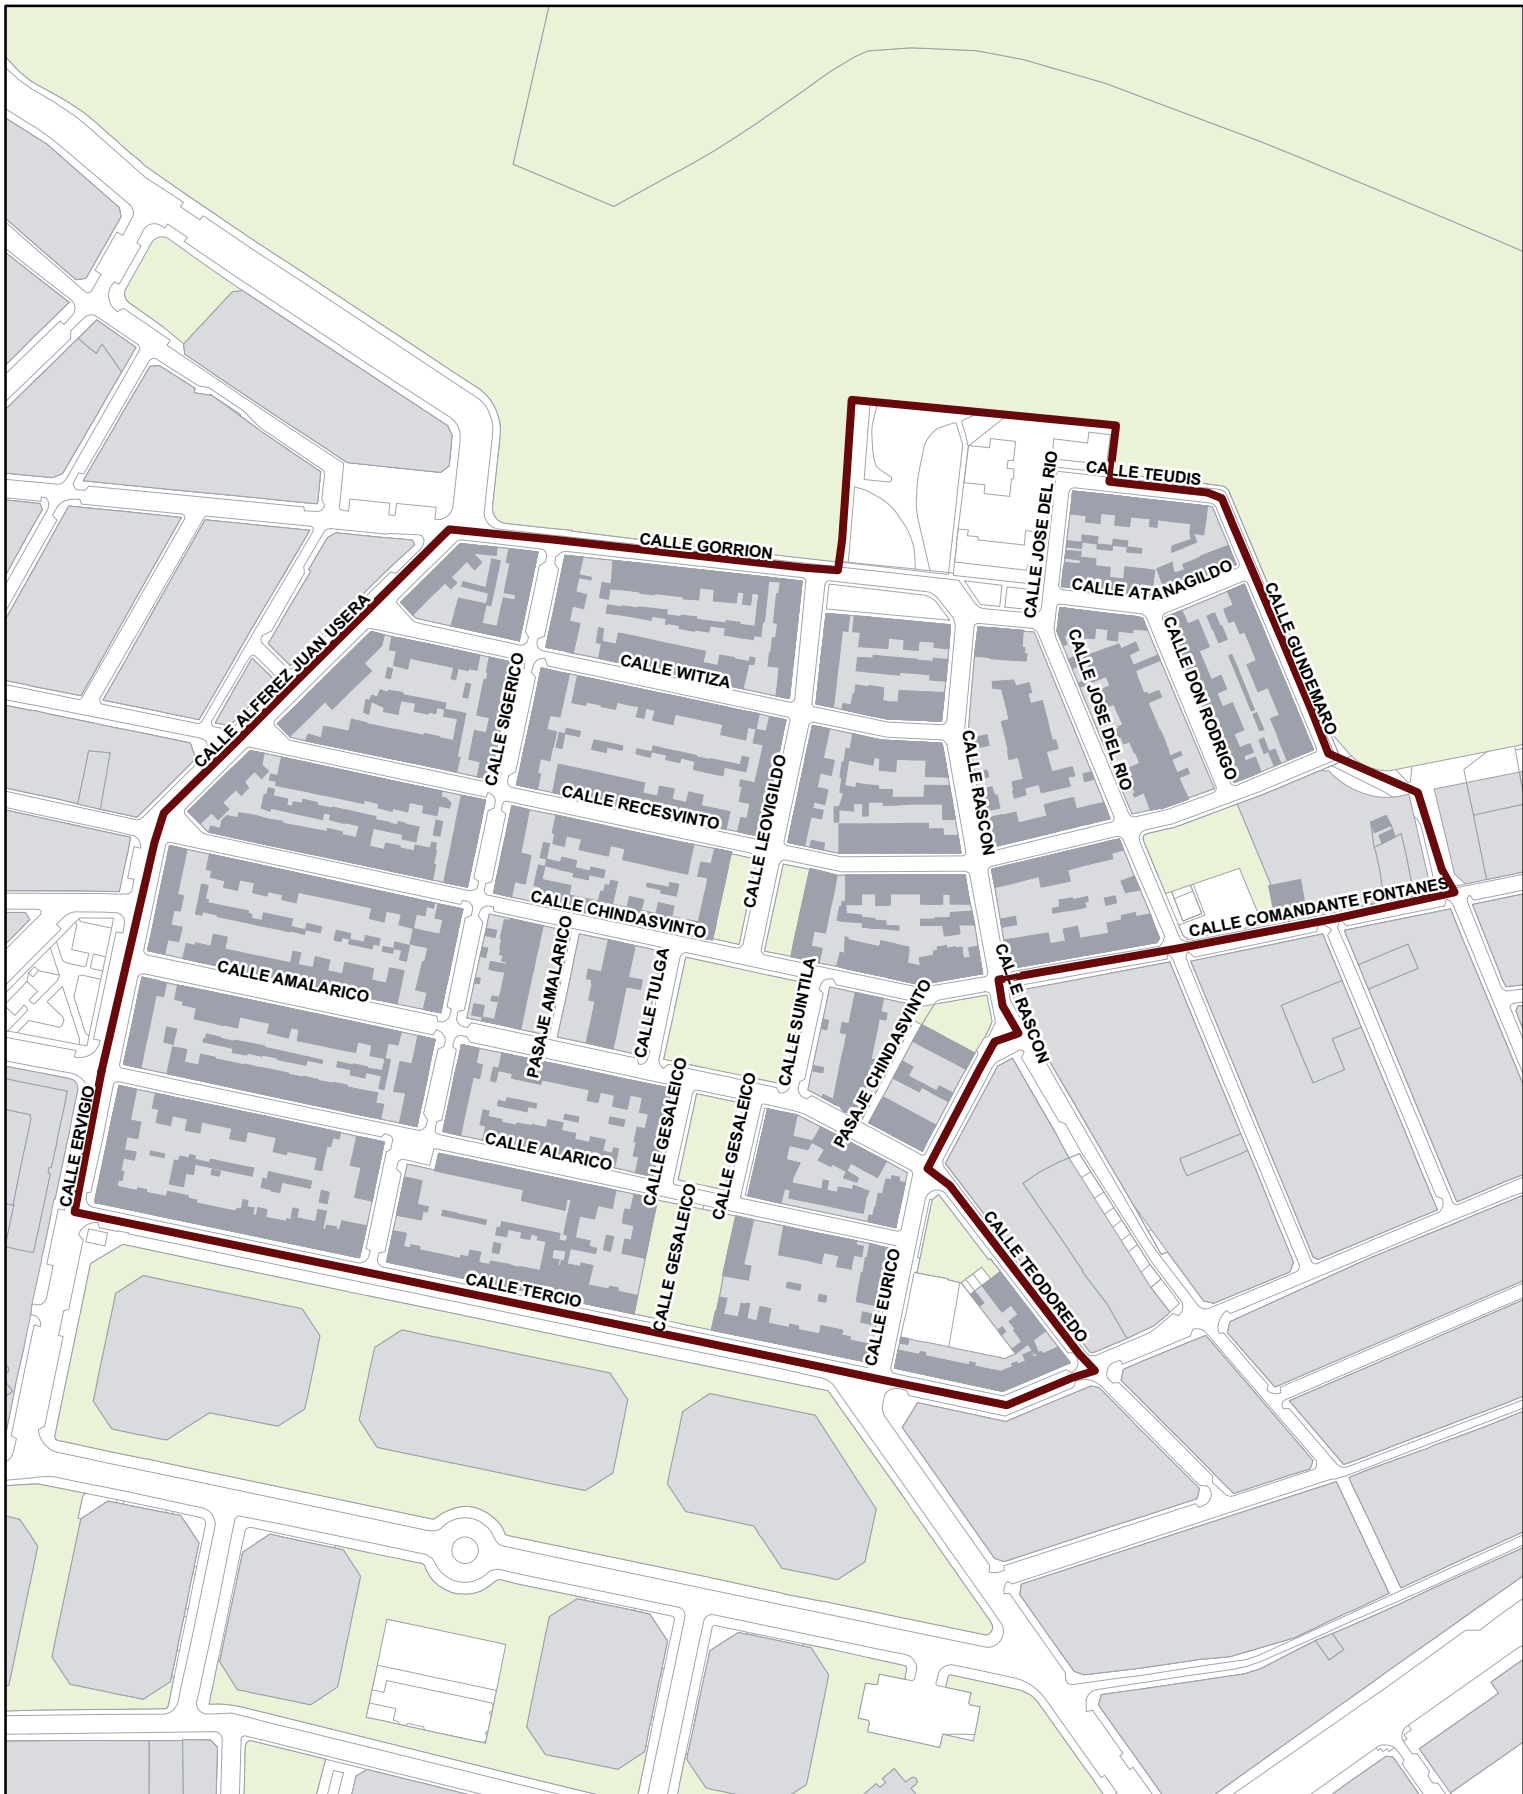 CALLE TEUDIS
CALLE JOSE DEL RIO
CALLE GORRION
CALLE ATANAGILDO
CALLE GUNDEMARO
CALLE ALFEREZ JUAN USERA
CALLE WITIZA
CALLE SIGERICO
CALLE JOSE DEL RIO
CALLE DON RODRIGO
CALLE RASCON
CALLE LEOVIGILDO
CALLE RECESVINTO
CALLE CHINDASVINTO
CALLE COMANDANTE FONTANES
PASAJE AMALARICO
CALLE TULGA
CALLE SUINTILA
CALLE RASCON
CALLE AMALARICO
PASAJE CHINDASVINTO
CALLE GESALEICO
CALLE GESALEICO
CALLE ERVIGIO
CALLE ALARICO
CALLE GESALEICO
CALLE TEODOREDO
CALLE EURICO
CALLE TERCIO